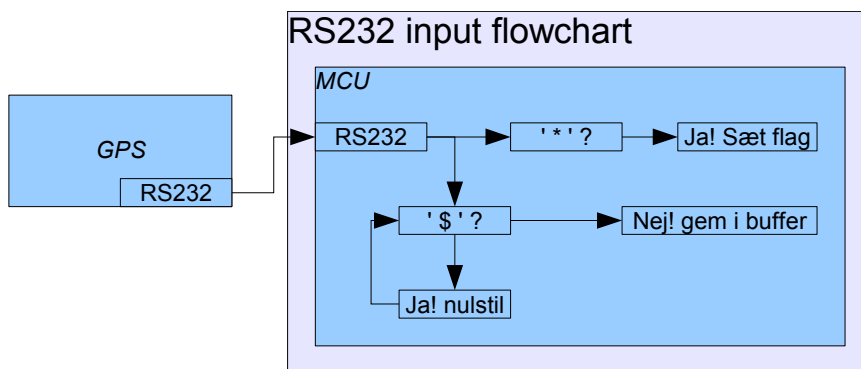 RS232 input flowchart
MCU
GPS
RS232
RS232
' * ' ?
Ja! Sæt flag
' $ ' ?
Nej! gem i buffer
Ja! nulstil